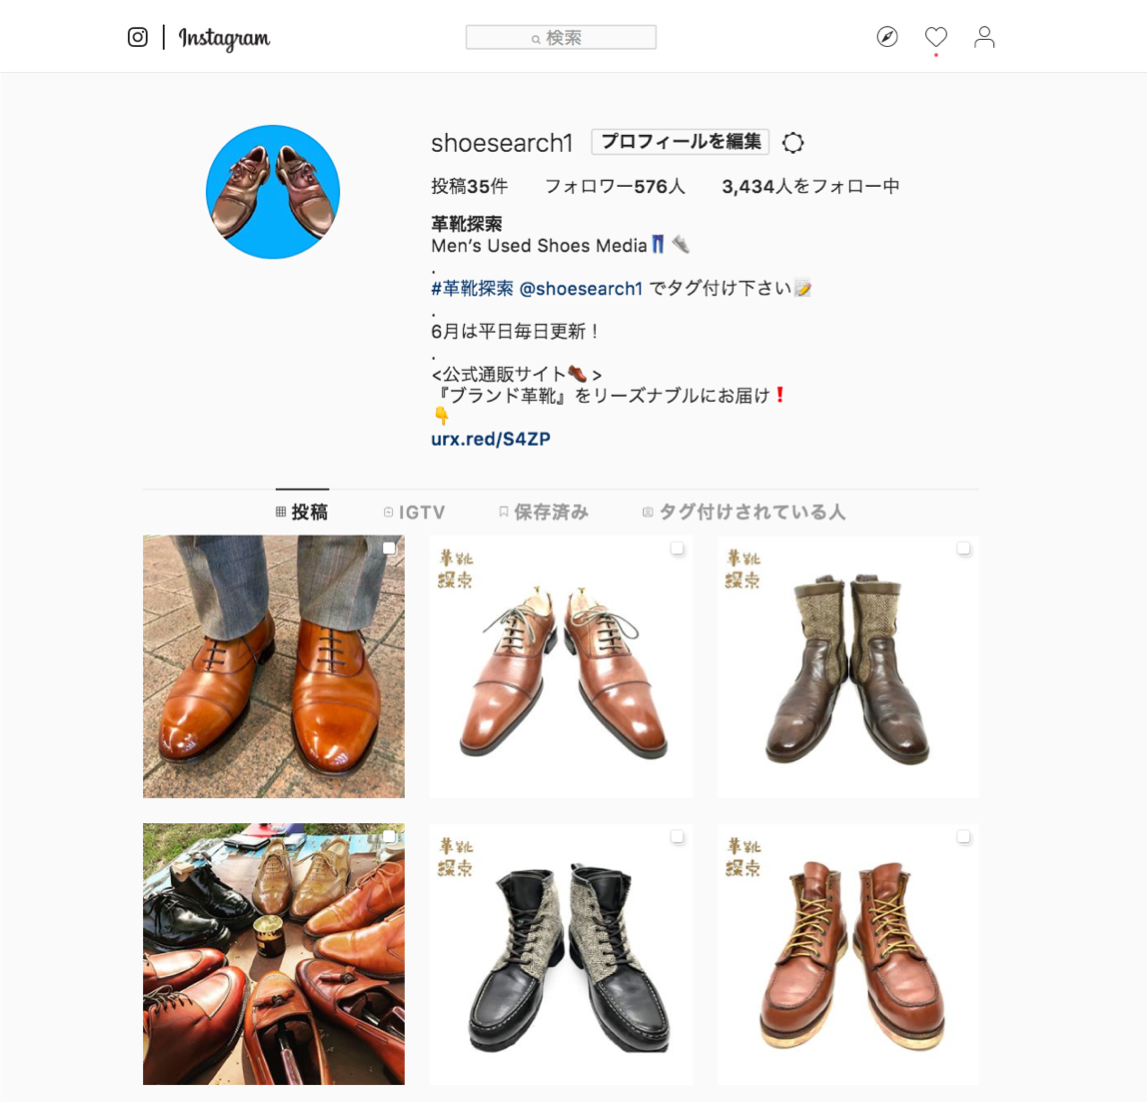 Instagram
検索
shoesearch1 プロフィールを編集
投稿35件 フォロワー576人 3,434人をフォロー中
革靴探索
Men's Used Shoes Media👖👟
.
#革靴探索 @shoesearch1 でタグ付け下さい📝
.
6月は平日毎日更新！
.
<公式通販サイト👞>
『ブランド革靴』をリーズナブルにお届け❗
👇
urx.red/S4ZP
投稿 IGTV 保存済み タグ付けされている人
革靴
探索
革靴
探索
革靴
探索
革靴
探索